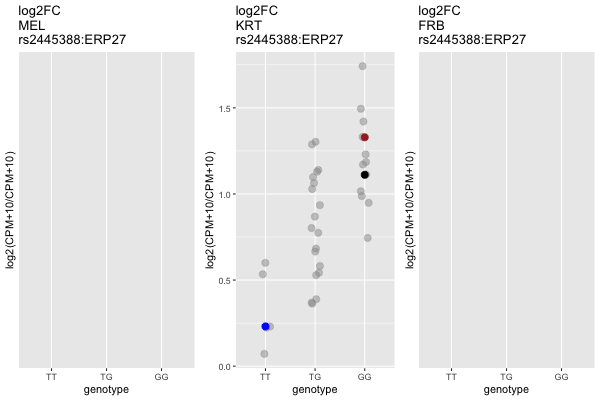 log2FC
MEL
rs2445388:ERP27
log2(CPM+10/CPM+10)
TT TG GG
genotype
log2FC
KRT
rs2445388:ERP27
log2(CPM+10/CPM+10)
1.5
1.0
0.5
0.0
TT TG GG
genotype
log2FC
FRB
rs2445388:ERP27
log2(CPM+10/CPM+10)
TT TG GG
genotype